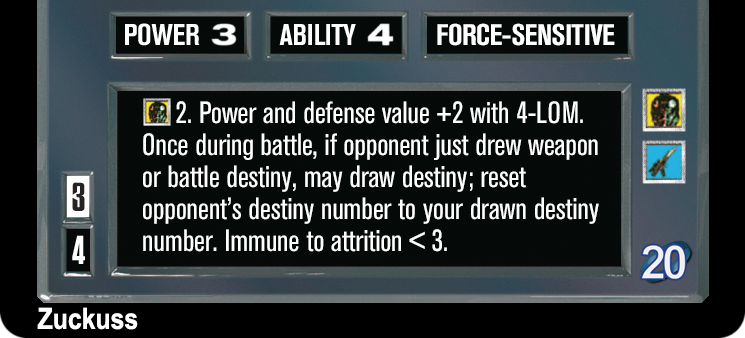 POWER 3 ABILITY 4 FORCE-SENSITIVE
2. Power and defense value +2 with 4-LOM.
Once during battle, if opponent just drew weapon
or battle destiny, may draw destiny; reset
opponent's destiny number to your drawn destiny
number. Immune to attrition < 3.
3
4
20
Zuckuss